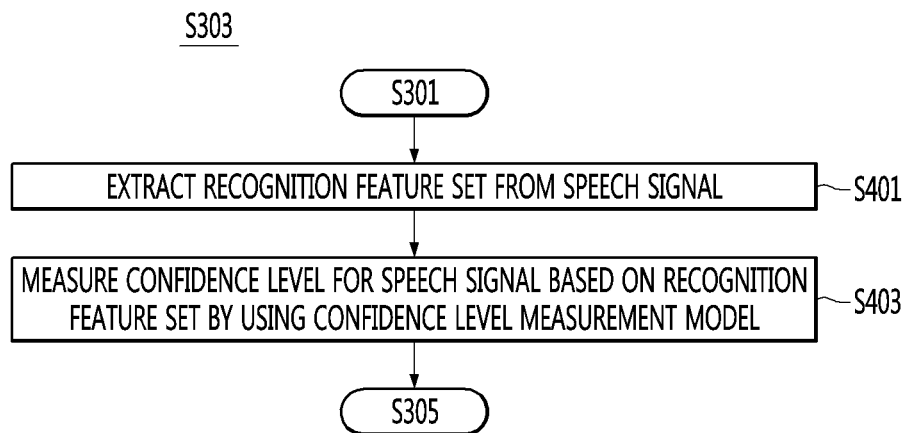 S303
S301
EXTRACT RECOGNITION FEATURE SET FROM SPEECH SIGNAL
S401
MEASURE CONFIDENCE LEVEL FOR SPEECH SIGNAL BASED ON RECOGNITION
FEATURE SET BY USING CONFIDENCE LEVEL MEASUREMENT MODEL
S403
S305